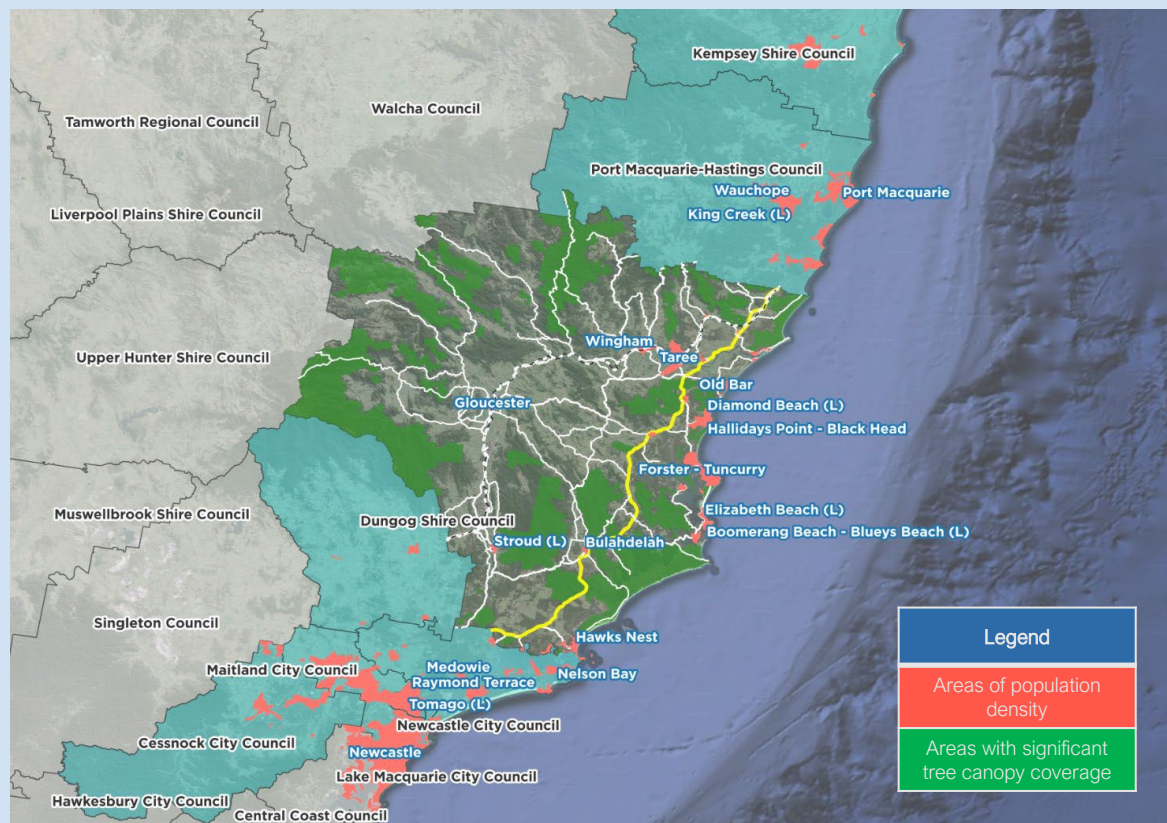 Kempsey Shire Council
Walcha Council
Tamworth Regional Council
Port Macquarie-Hastings Council
Wauchope
Port Macquarie
King Creek (L)
Liverpool Plains Shire Council
Upper Hunter Shire Council
Wingham
Taree
Old Bar
Gloucester
Diamond Beach (L)
Hallidays Point - Black Head
Forster - Tuncurry
Muswellbrook Shire Council
Elizabeth Beach (L)
Dungog Shire Council
Boomerang Beach - Blueys Beach (L)
Stroud (L)
Bulahdelah
Singleton Council
Hawks Nest
Maitland City Council
Medowie
Nelson Bay
Raymond Terrace
Tomago (L)
Newcastle City Council
Cessnock City Council
Newcastle
Lake Macquarie City Council
Hawkesbury City Council
Central Coast Council
Legend
Areas of population
density
Areas with significant
tree canopy coverage